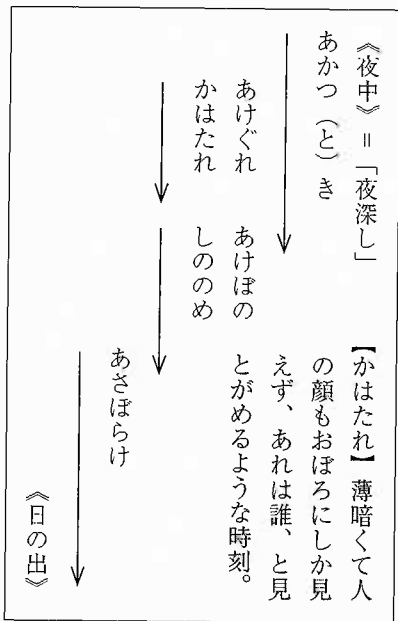 《夜中》＝「夜深し」
あかつ（と）き
あけぐれ
かはたれ
あけぼの
しののめ
【かはたれ】薄暗くて人
の顔もおぼろにしか見
えず、あれは誰、と見
とがめるような時刻。
あさぼらけ
《日の出》